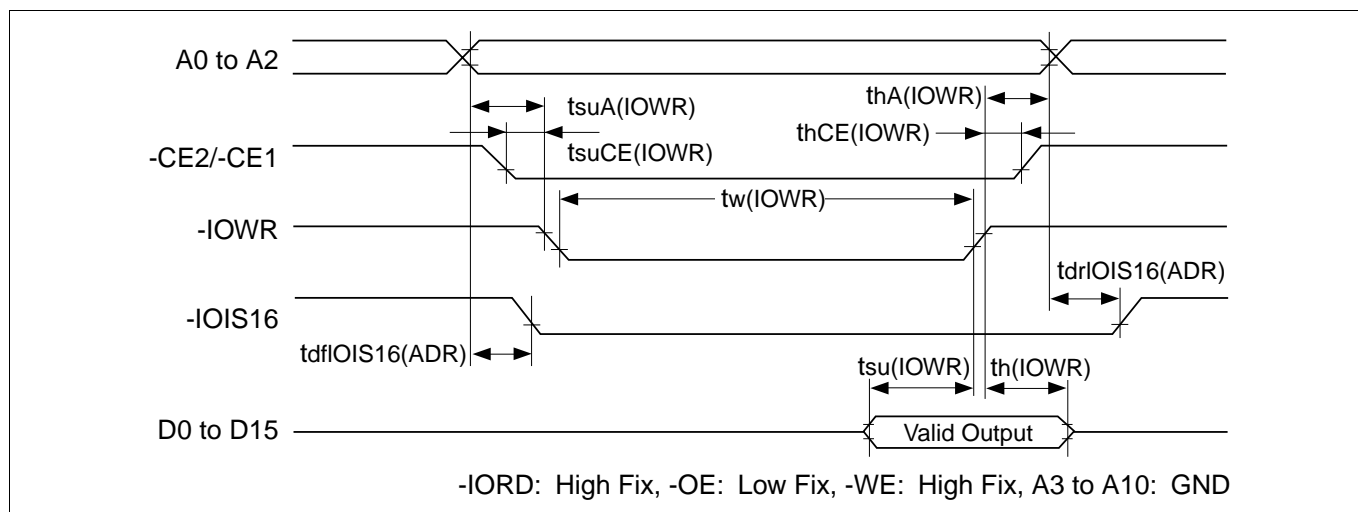 A0 to A2
tsuA(IOWR)
thA(IOWR)
thCE(IOWR)
-CE2/-CE1
tsuCE(IOWR)
tw(IOWR)
-IOWR
tdrIOIS16(ADR)
-IOIS16
tdfIOIS16(ADR)
tsu(IOWR)
th(IOWR)
D0 to D15
Valid Output
-IORD: High Fix, -OE: Low Fix, -WE: High Fix, A3 to A10: GND